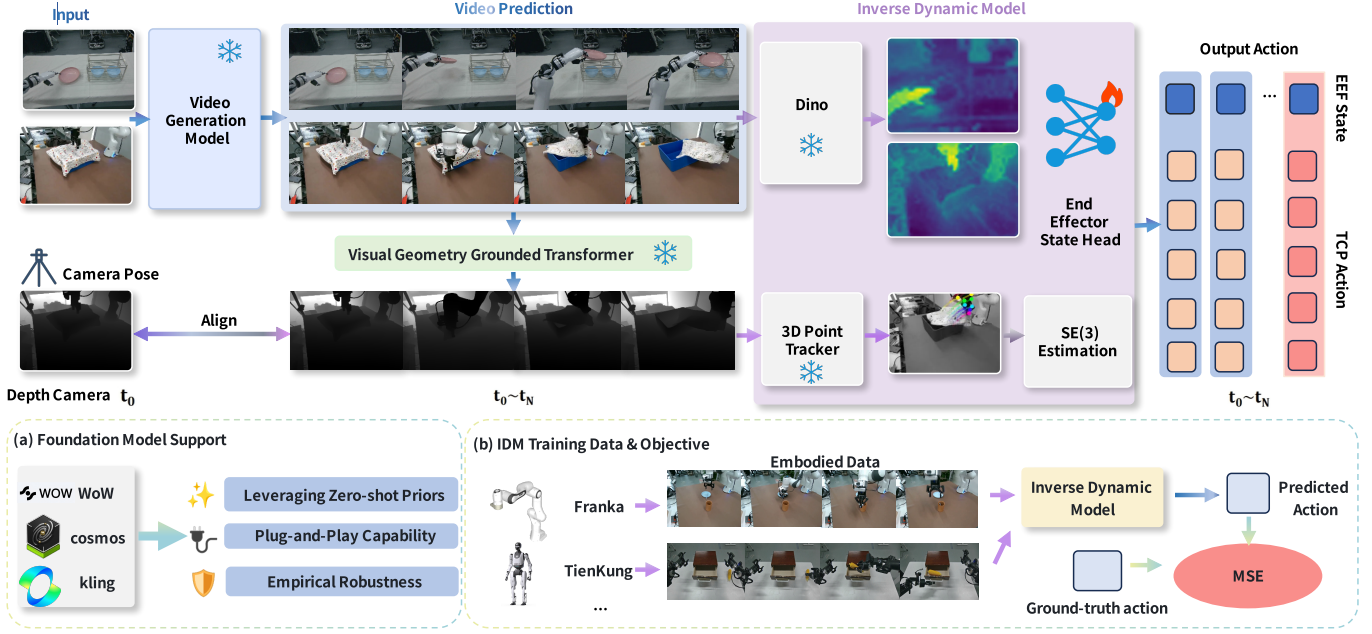 Input
Video Prediction
Inverse Dynamic Model
Video
Generation
Model
Dino
End
Effector
State Head
Output Action
...
EEF State
TCP Action
Visual Geometry Grounded Transformer
Camera Pose
Align
3D Point
Tracker
SE(3)
Estimation
Depth Camera t0
t0~tN
t0~tN
(a) Foundation Model Support
WOW WoW
cosmos
kling
Leveraging Zero-shot Priors
Plug-and-Play Capability
Empirical Robustness
(b) IDM Training Data & Objective
Embodied Data
Franka
TienKung
...
Inverse Dynamic
Model
Predicted
Action
Ground-truth action
MSE